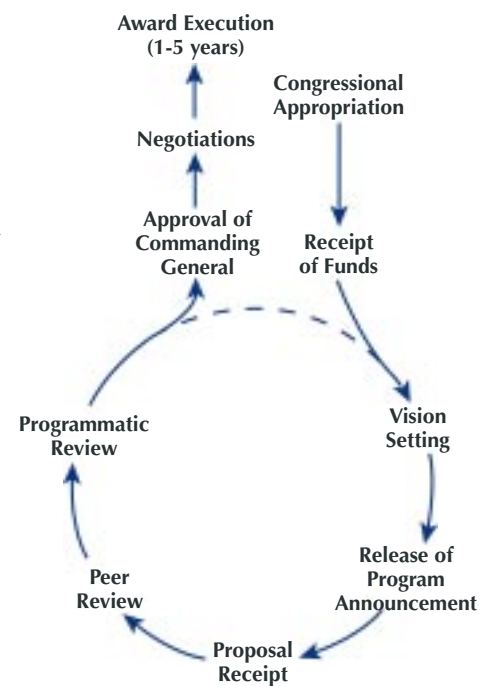 Award Execution
(1-5 years)
Congressional
Appropriation
Negotiations
Approval of
Commanding
General
Receipt
of Funds
Programmatic
Review
Vision
Setting
Release of
Program
Announcement
Peer
Review
Proposal
Receipt